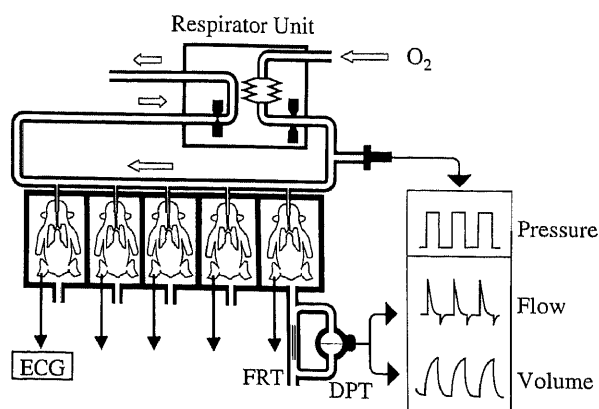 Respirator Unit
O2
Pressure
Flow
Volume
ECG
FRT
DPT